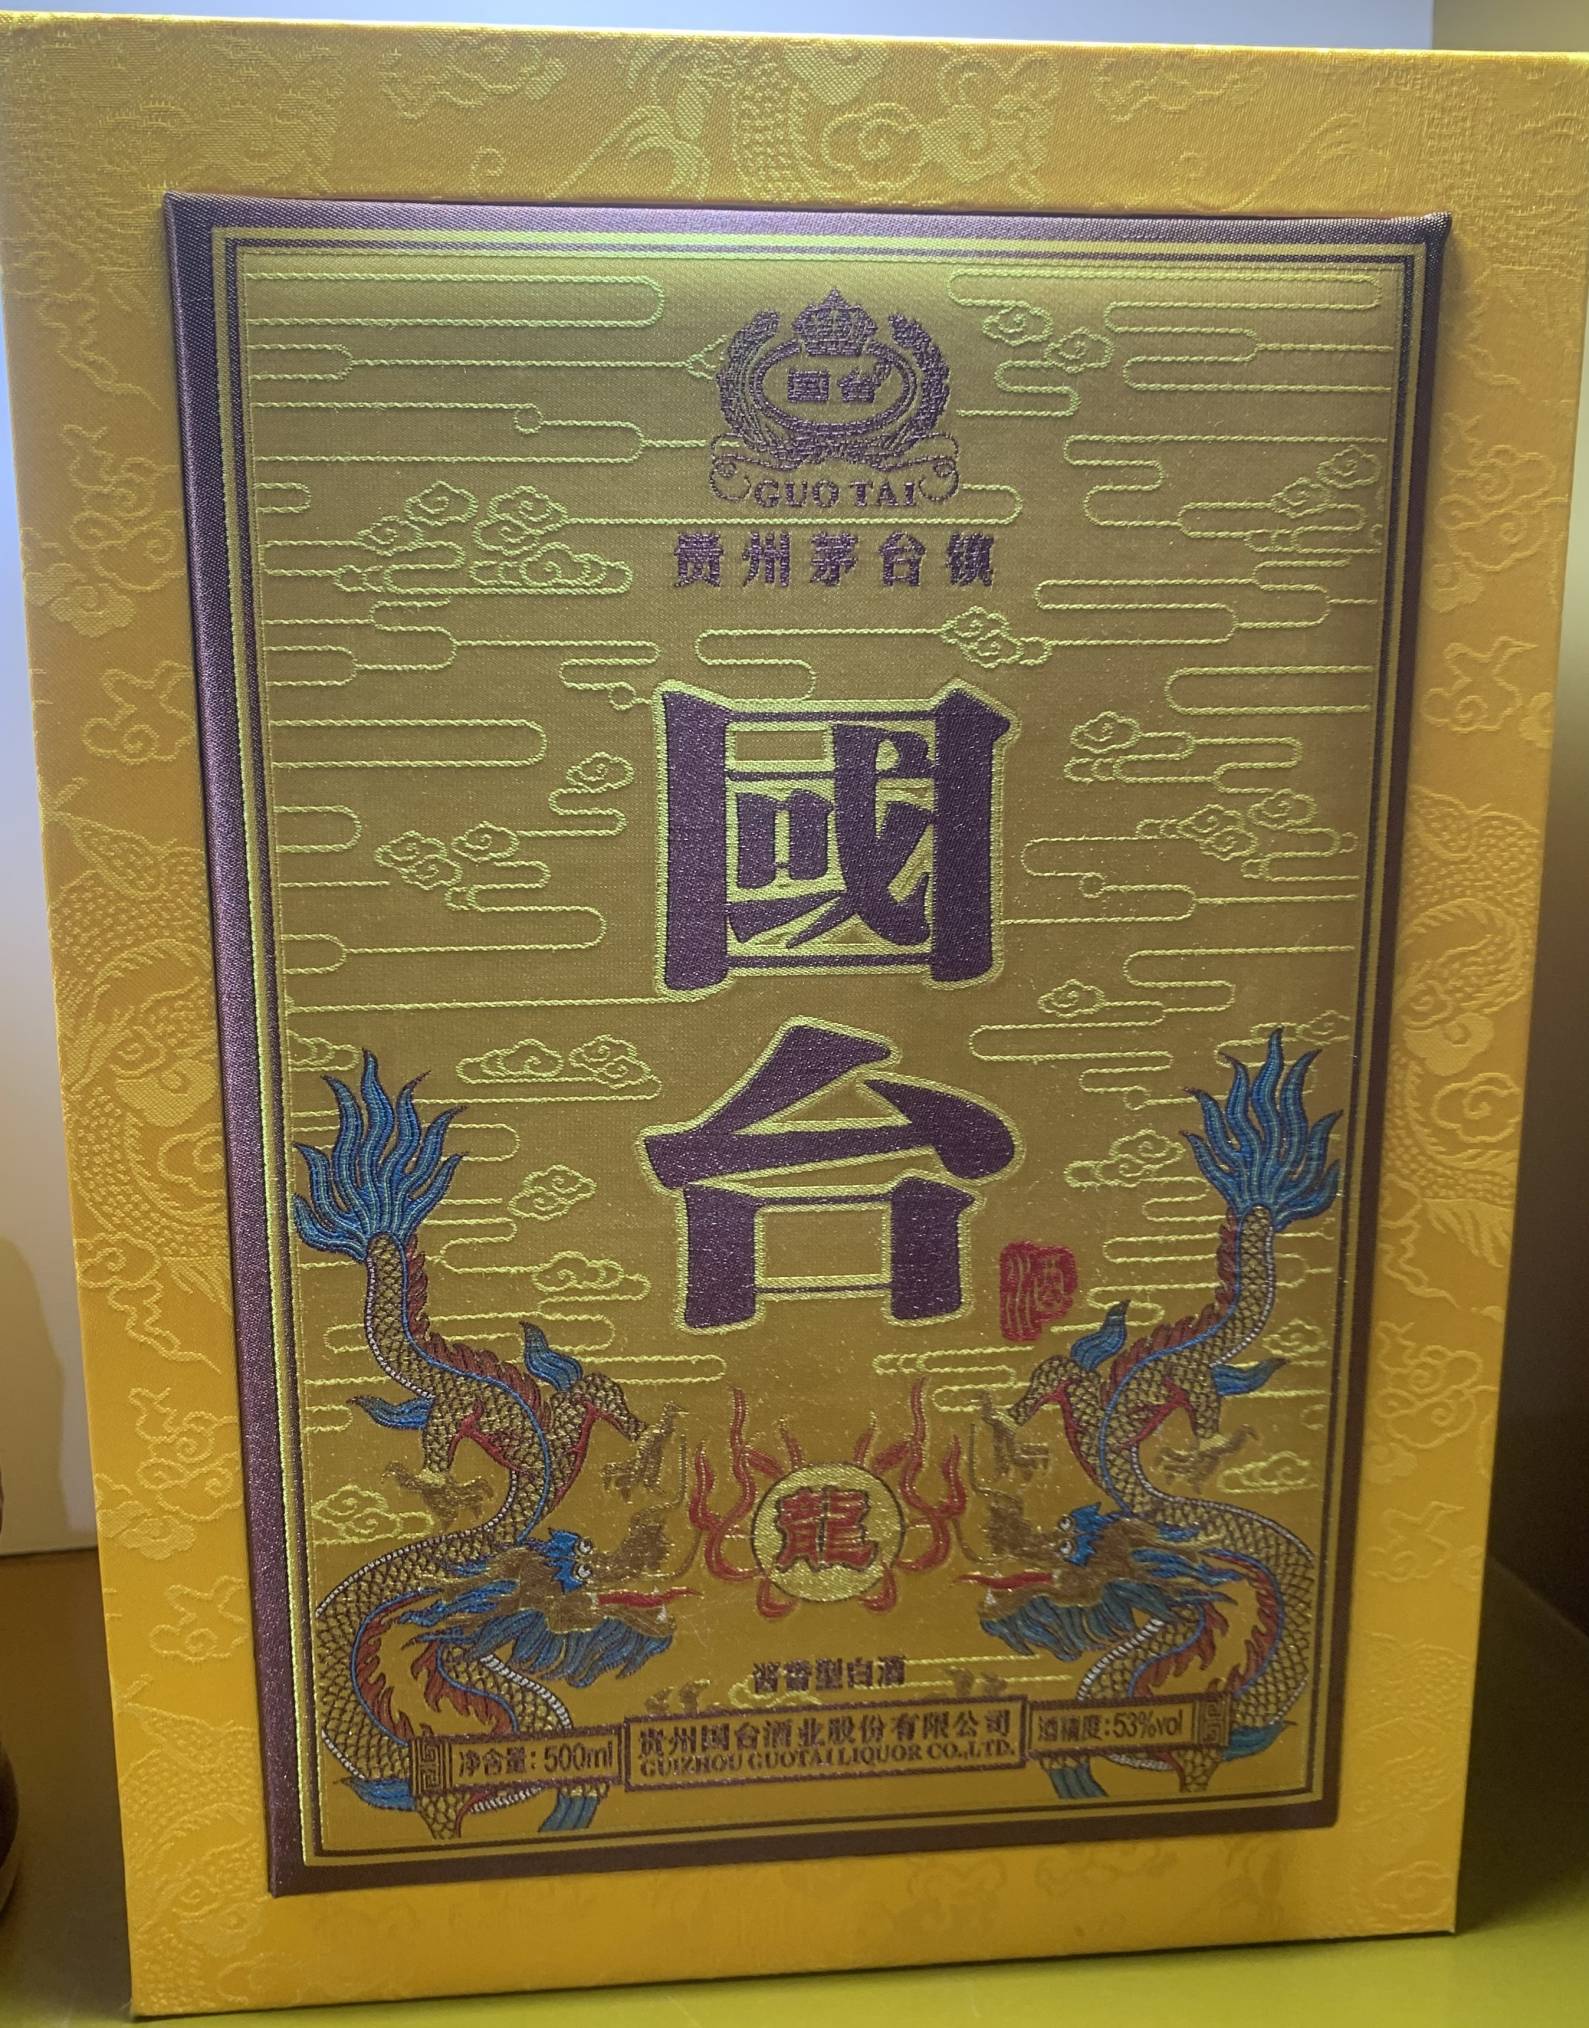 国台
GUO TAI
贵州茅台镇
國
台
酒
龍
酱香型白酒
净含量：500ml
贵州国台酒业股份有限公司
GUIZHOU GUOTAI LIQUOR CO.,LTD.
酒精度：53%vol